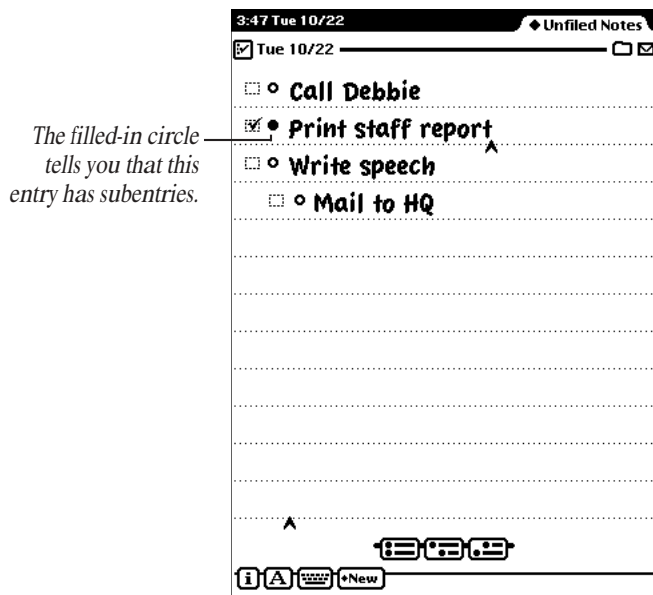 3:47 Tue 10/22
◆Unfiled Notes
Tue 10/22
Call Debbie
Print staff report
Write speech
Mail to HQ
The filled-in circle
tells you that this
entry has subentries.
i A •New